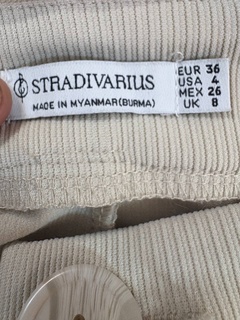 STRADIVARIUS
MADE IN MYANMAR(BURMA)
EUR 36
USA 4
MEX 26
UK 8